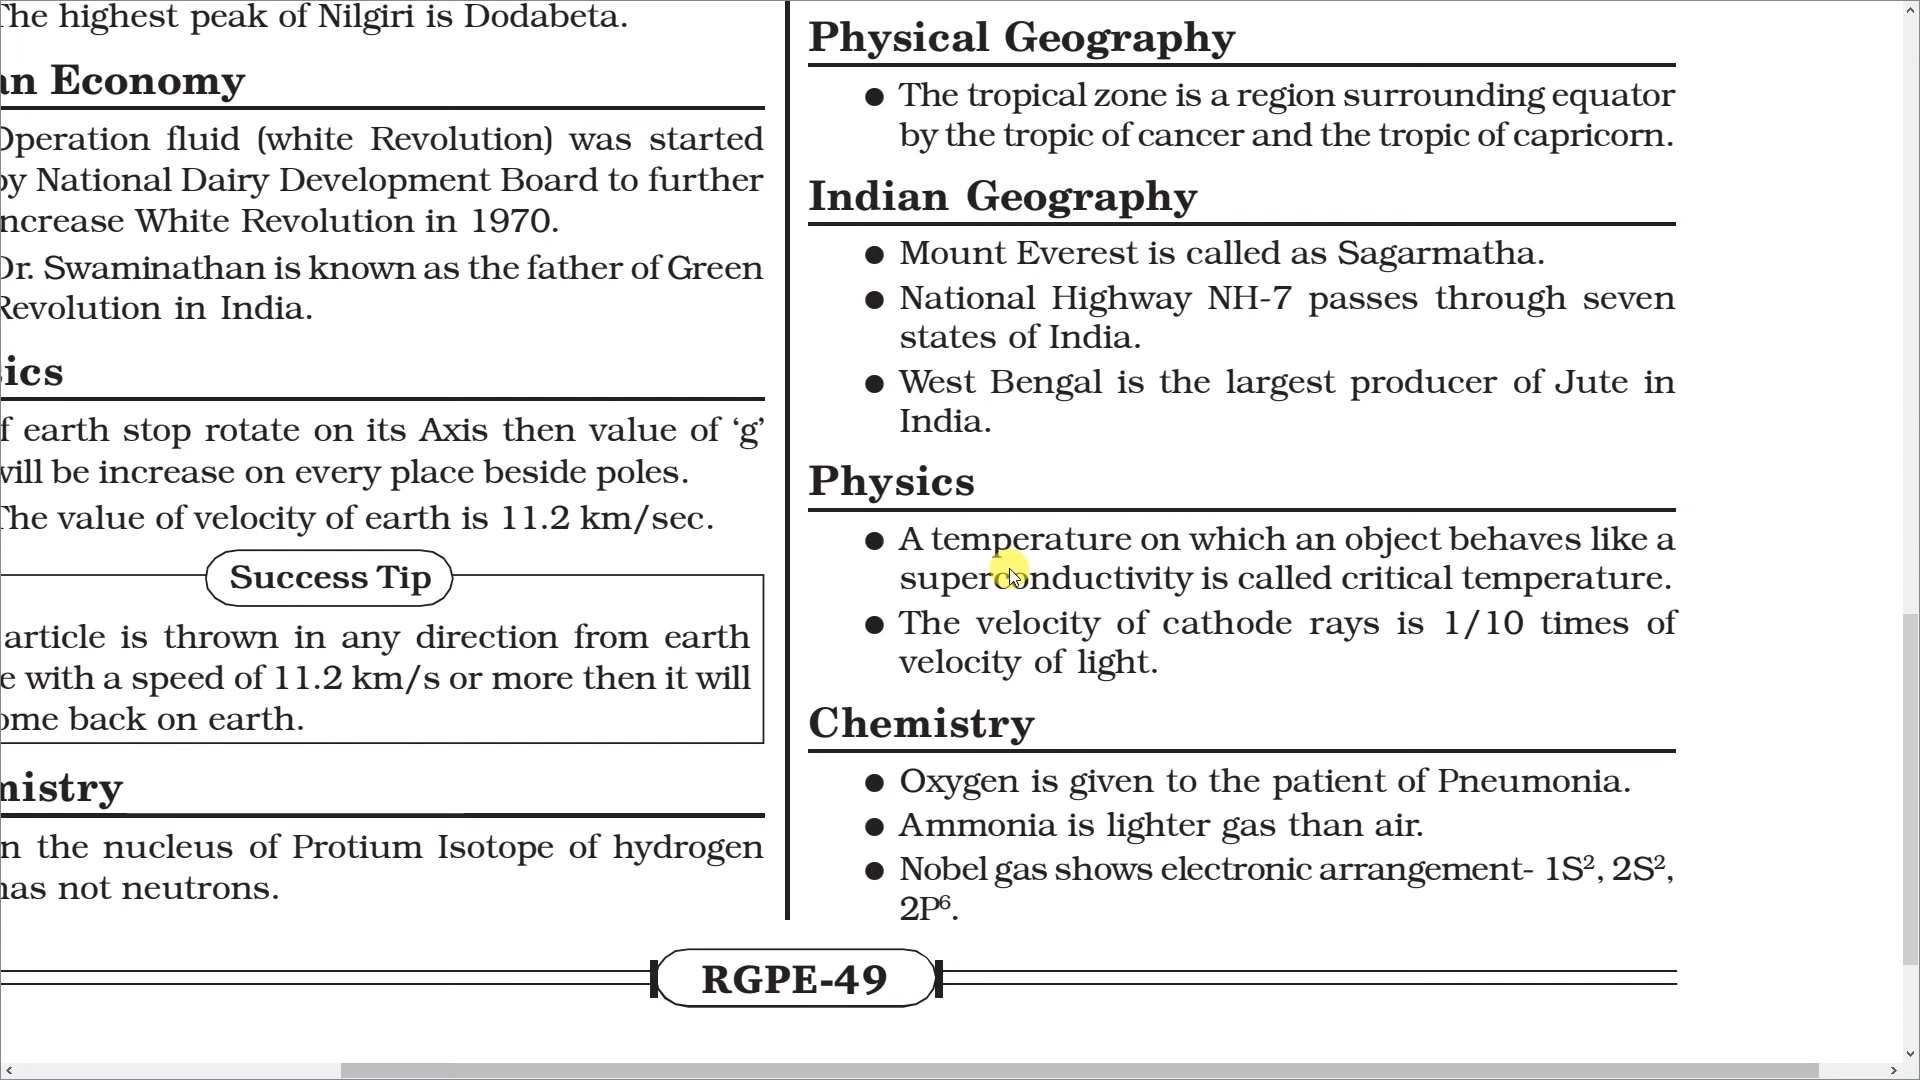 The highest peak of Nilgiri is Dodabeta.
an Economy
Operation fluid (white Revolution) was started
by National Dairy Development Board to further
ncrease White Revolution in 1970.
Dr. Swaminathan is known as the father of Green
Revolution in India.
sics
f earth stop rotate on its Axis then value of ‘g’
will be increase on every place beside poles.
The value of velocity of earth is 11.2 km/sec.
Success Tip
article is thrown in any direction from earth
e with a speed of 11.2 km/s or more then it will
ome back on earth.
mistry
n the nucleus of Protium Isotope of hydrogen
has not neutrons.
Physical Geography
● The tropical zone is a region surrounding equator
by the tropic of cancer and the tropic of capricorn.
Indian Geography
● Mount Everest is called as Sagarmatha.
● National Highway NH-7 passes through seven
states of India.
● West Bengal is the largest producer of Jute in
India.
Physics
● A temperature on which an object behaves like a
superconductivity is called critical temperature.
● The velocity of cathode rays is 1/10 times of
velocity of light.
Chemistry
● Oxygen is given to the patient of Pneumonia.
● Ammonia is lighter gas than air.
● Nobel gas shows electronic arrangement- 1S², 2S²,
2P⁶.
RGPE-49